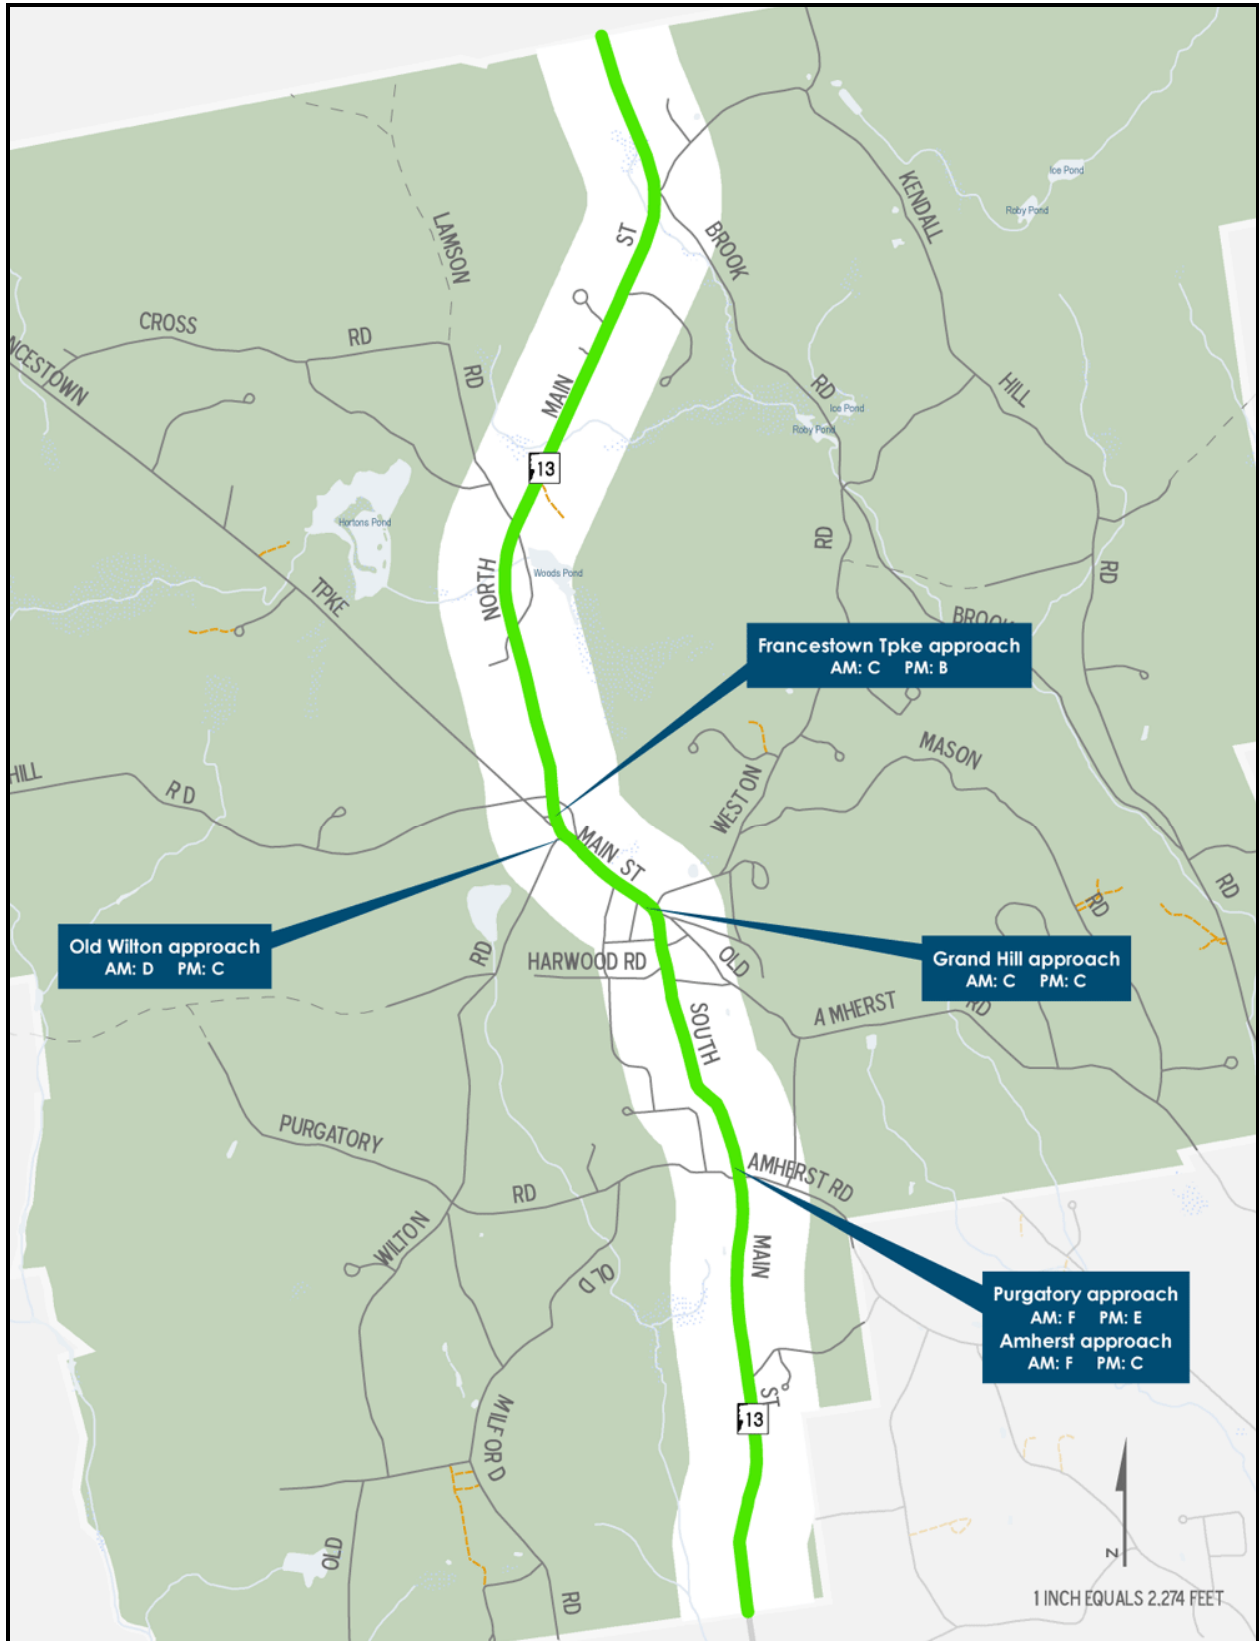 Ice Pond
KENDALL
Roby Pond
LAMSON
ST
BROOK
CROSS
RD
NCESTOWN
RD
MAIN
RD
HILL
Ice Pond
Roby Pond
13
Hortons Pond
RD
NORTH
Woods Pond
TPKE
RD
BROOK
Francestown Tpke approach
AM: C PM: B
MASON
HILL
RD
WESTON
MAIN ST
RD
RD
Old Wilton approach
AM: D PM: C
RD
HARWOOD RD
OLD
Grand Hill approach
AM: C PM: C
AMHERST
RD
SOUTH
PURGATORY
AMHERST RD
RD
WILTON
MAIN
OLD
Purgatory approach
AM: F PM: E
Amherst approach
AM: F PM: C
ST
13
MILFORD
OLD
N
RD
1 INCH EQUALS 2,274 FEET